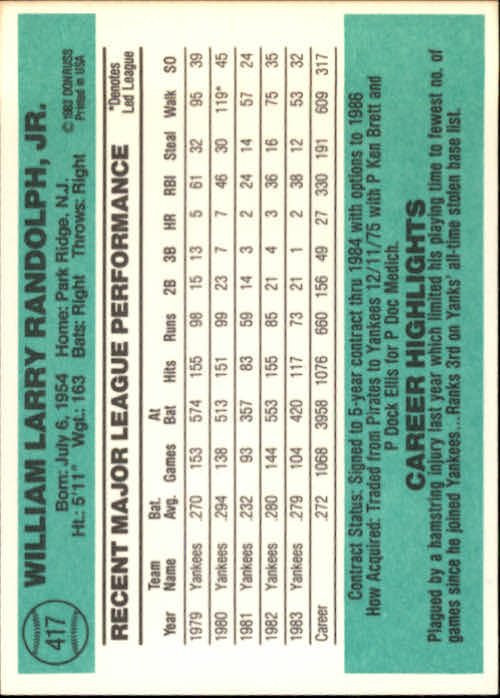 417
WILLIAM LARRY RANDOLPH, JR.
Born: July 6, 1954 Home: Park Ridge, N.J.
Ht.: 5'11" Wgt.: 163 Bats: Right Throws: Right
© 1983 DONRUSS
Printed in USA
RECENT MAJOR LEAGUE PERFORMANCE
*Denotes
Led League
Year Team Name Bat. Avg. Games At Bat Hits Runs 2B 3B HR RBI Steal Walk SO
1979 Yankees .270 153 574 155 98 15 13 5 61 32 95 39
1980 Yankees .294 138 513 151 99 23 7 7 46 30 119* 45
1981 Yankees .232 93 357 83 59 14 3 2 24 14 57 24
1982 Yankees .280 144 553 155 85 21 4 3 36 16 75 35
1983 Yankees .279 104 420 117 73 21 1 2 38 12 53 32
Career .272 1068 3958 1076 660 156 49 27 330 191 609 317
Contract Status: Signed to 5-year contract thru 1984 with options to 1986
How Acquired: Traded from Pirates to Yankees 12/11/75 with P Ken Brett and
P Dock Ellis for P Doc Medich.
CAREER HIGHLIGHTS
Plagued by a hamstring injury last year which limited his playing time to fewest no. of
games since he joined Yankees...Ranks 3rd on Yanks' all-time stolen base list.